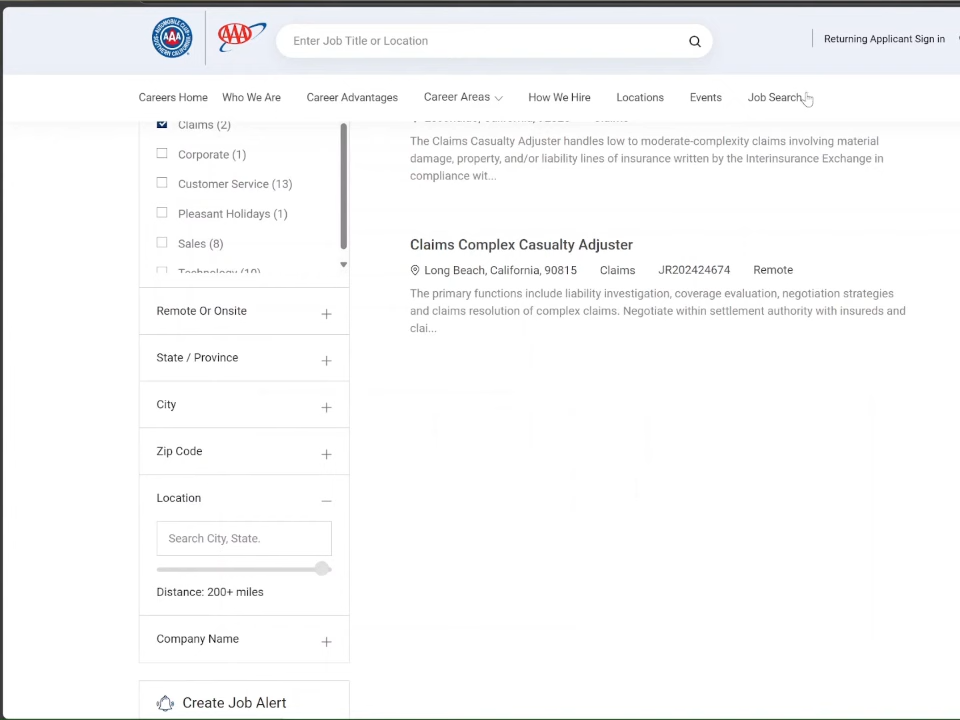 AUTOMOBILE CLUB
AAA
SOUTHERN CALIFORNIA
AAA
Enter Job Title or Location
Returning Applicant Sign in
Careers Home Who We Are Career Advantages Career Areas How We Hire Locations Events Job Search
Claims (2)
Corporate (1)
Customer Service (13)
Pleasant Holidays (1)
Sales (8)
Technology (10)
Remote Or Onsite
State / Province
City
Zip Code
Location
Search City, State.
Distance: 200+ miles
Company Name
Create Job Alert
The Claims Casualty Adjuster handles low to moderate-complexity claims involving material
damage, property, and/or liability lines of insurance written by the Interinsurance Exchange in
compliance wit...
Claims Complex Casualty Adjuster
Long Beach, California, 90815 Claims JR202424674 Remote
The primary functions include liability investigation, coverage evaluation, negotiation strategies
and claims resolution of complex claims. Negotiate within settlement authority with insureds and
clai...